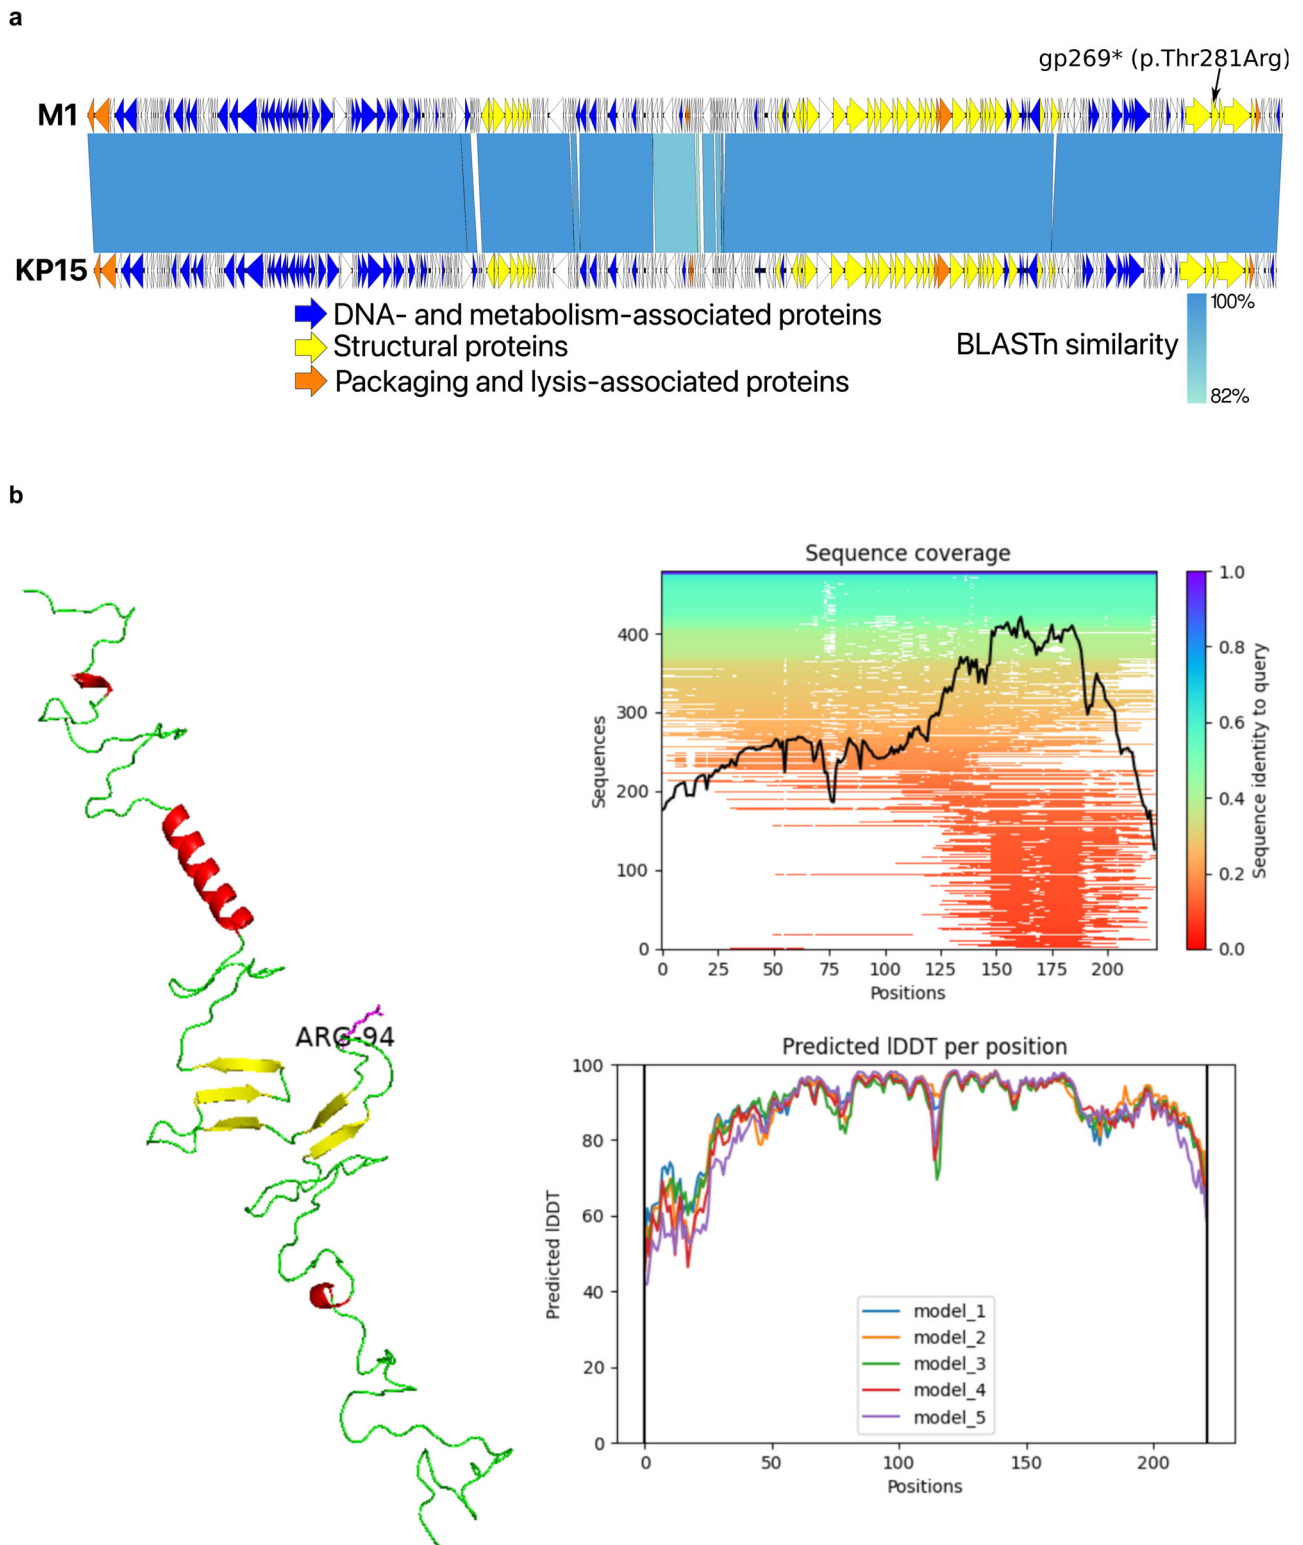 a
gp269* (p.Thr281Arg)
M1
KP15
DNA- and metabolism-associated proteins
Structural proteins
Packaging and lysis-associated proteins
BLASTn similarity
100%
82%
b
ARG-94
Sequence coverage
Sequences
400
300
200
100
0
0 25 50 75 100 125 150 175 200
Positions
1.0
0.8
0.6
0.4
0.2
0.0
Sequence identity to query
Predicted lDDT per position
Predicted lDDT
100
80
60
40
20
0
model_1
model_2
model_3
model_4
model_5
0 50 100 150 200
Positions